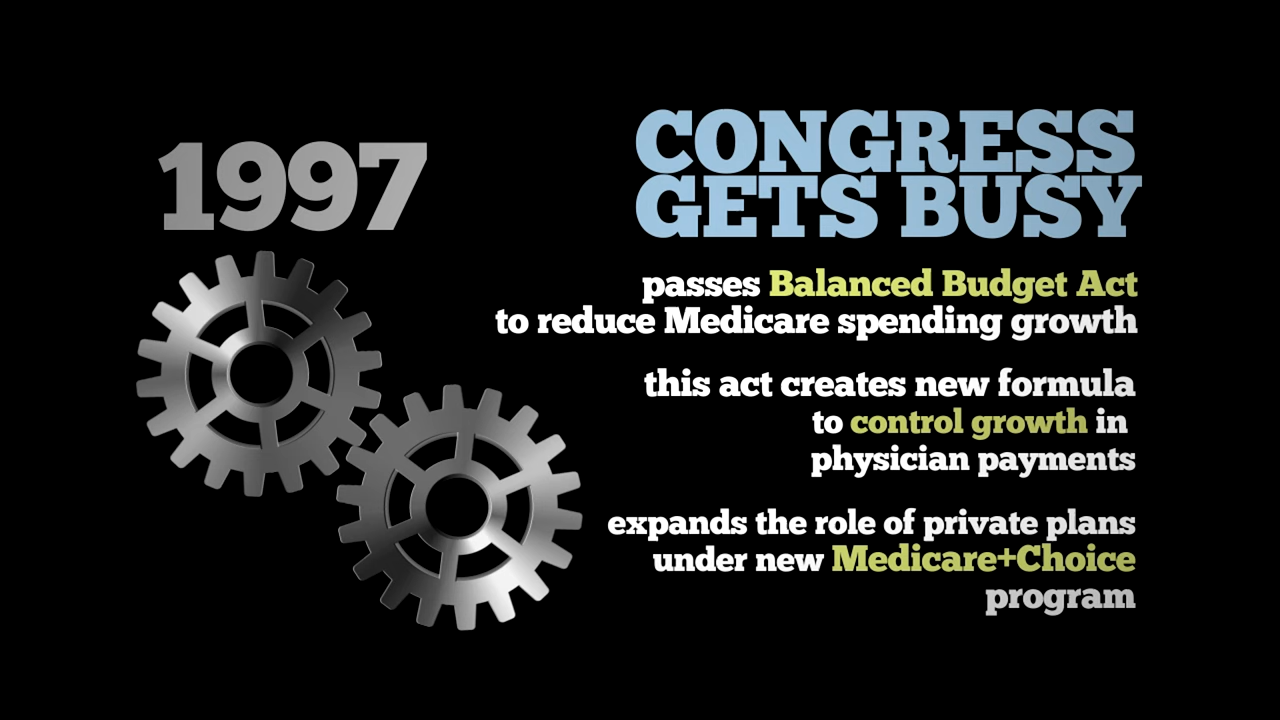 1997
CONGRESS
GETS BUSY
passes Balanced Budget Act
to reduce Medicare spending growth
this act creates new formula
to control growth in
physician payments
expands the role of private plans
under new Medicare+Choice
program